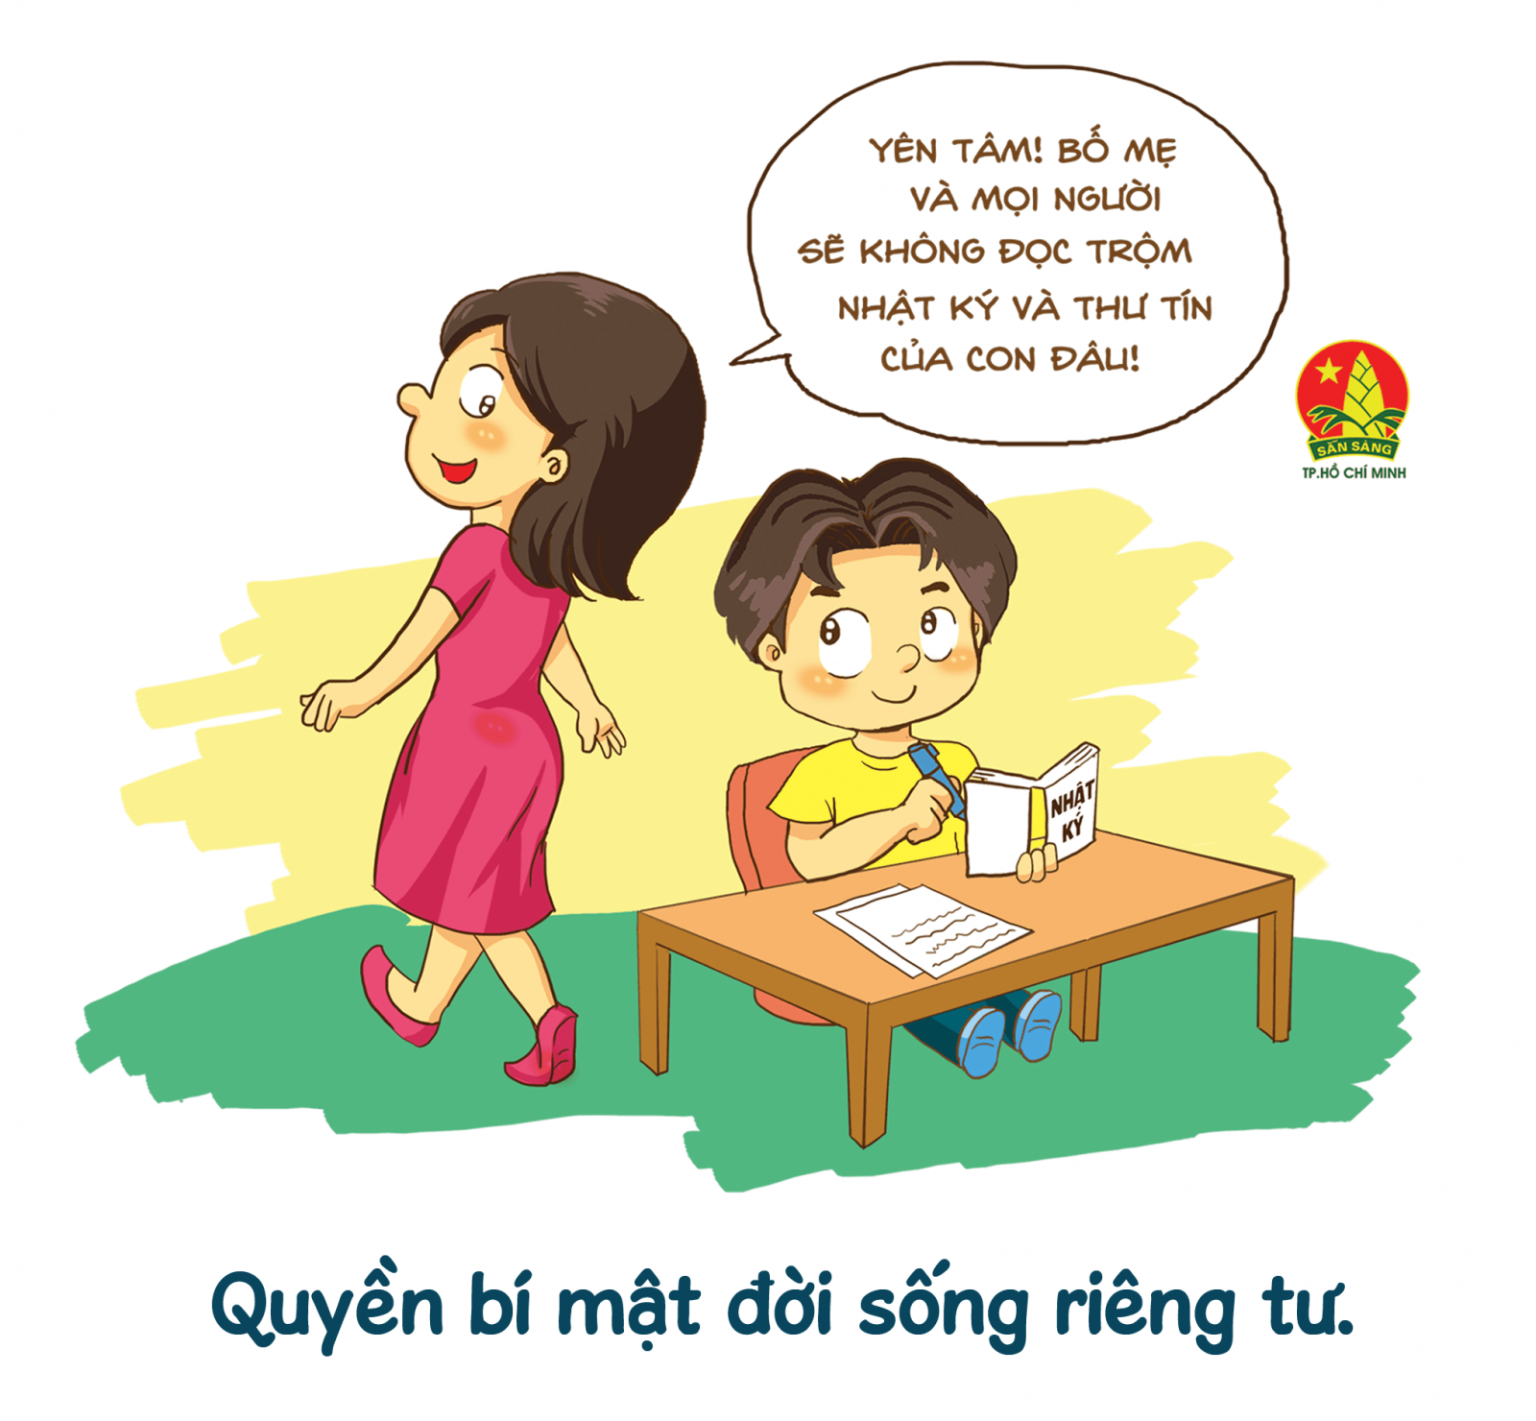 YÊN TÂM! BỐ MẸ
VÀ MỌI NGƯỜI
SẼ KHÔNG ĐỌC TRỘM
NHẬT KÝ VÀ THƯ TÍN
CỦA CON ĐÂU!
SẴN SÀNG
TP.HỒ CHÍ MINH
NHẬT
KÝ
Quyền bí mật đời sống riêng tư.